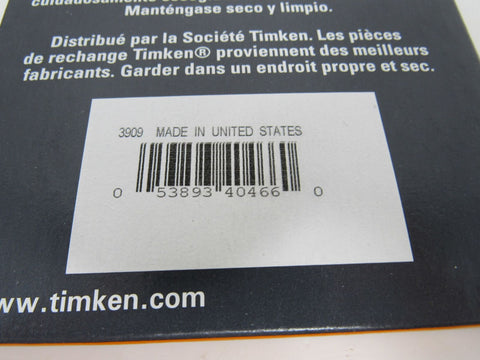 Manténgase seco y limpio.
Distribué par la Société Timken. Les pièces
de rechange Timken® proviennent des meilleurs
fabricants. Garder dans un endroit propre et sec.
3909 MADE IN UNITED STATES
0 53893 40466 0
www.timken.com